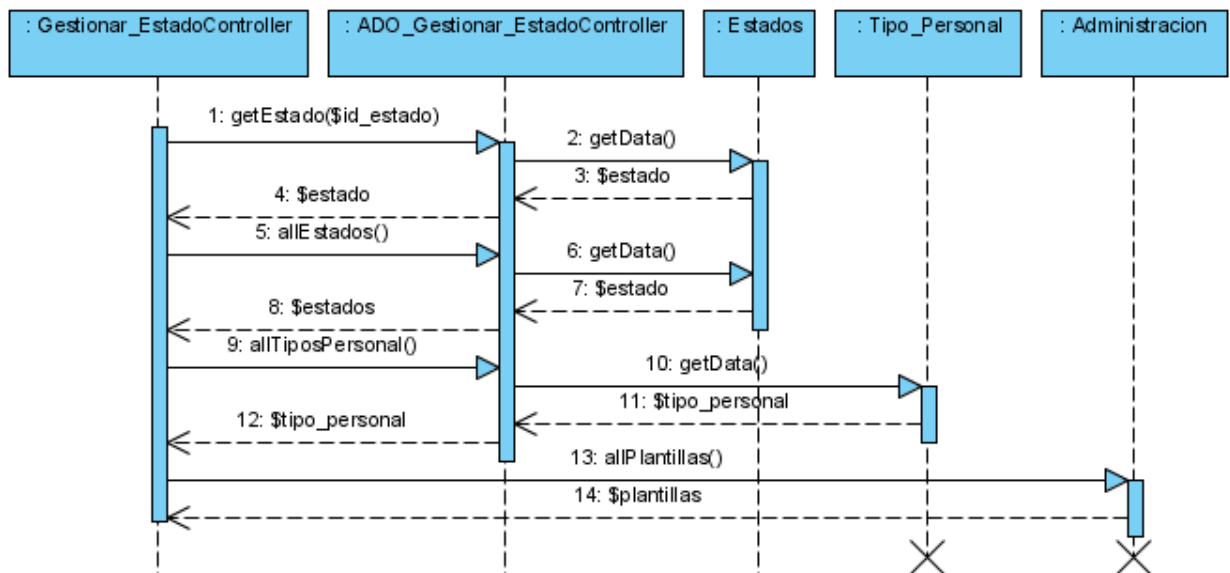 : Gestionar_EstadoController
: ADO_Gestionar_EstadoController
: Estados
: Tipo_Personal
: Administracion
1: getEstado($id_estado)
2: getData()
3: $estado
4: $estado
5: allEstados()
6: getData()
7: $estado
8: $estados
9: allTiposPersonal()
10: getData()
11: $tipo_personal
12: $tipo_personal
13: allPlantillas()
14: $plantillas